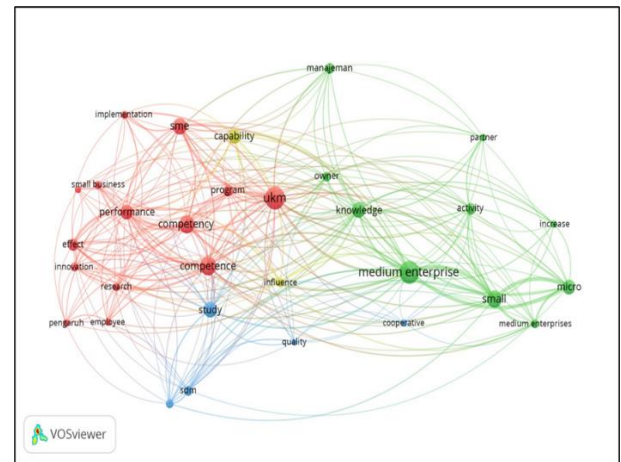 manajeman
implementation
sme
capability
partner
owner
small business
program
ukm
performance
knowledge
activity
competency
increase
effect
innovation
competence
medium enterprise
research
influence
micro
small
study
pengaruh
employee
cooperative
medium enterprises
quality
sdm
VOSviewer